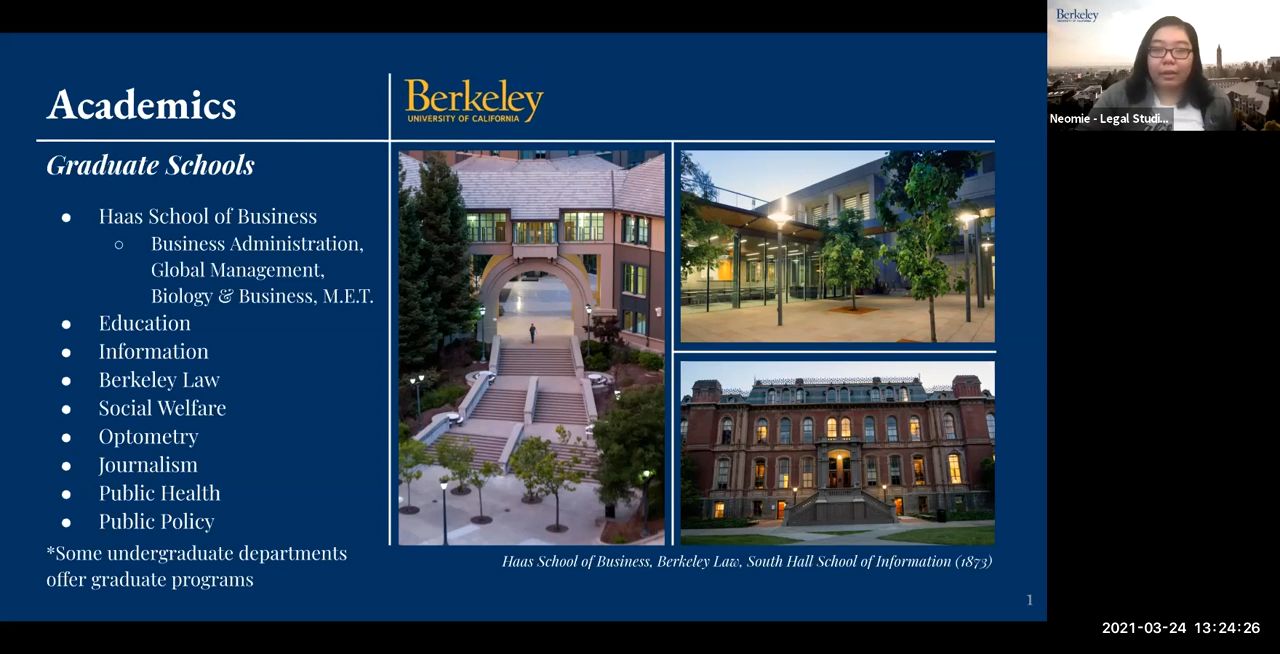 Academics
Berkeley
UNIVERSITY OF CALIFORNIA
Graduate Schools
● Haas School of Business
○ Business Administration,
Global Management,
Biology & Business, M.E.T.
● Education
● Information
● Berkeley Law
● Social Welfare
● Optometry
● Journalism
● Public Health
● Public Policy
*Some undergraduate departments
offer graduate programs
Haas School of Business, Berkeley Law, South Hall School of Information (1873)
1
Berkeley
Neomie - Legal Studi...
2021-03-24 13:24:26